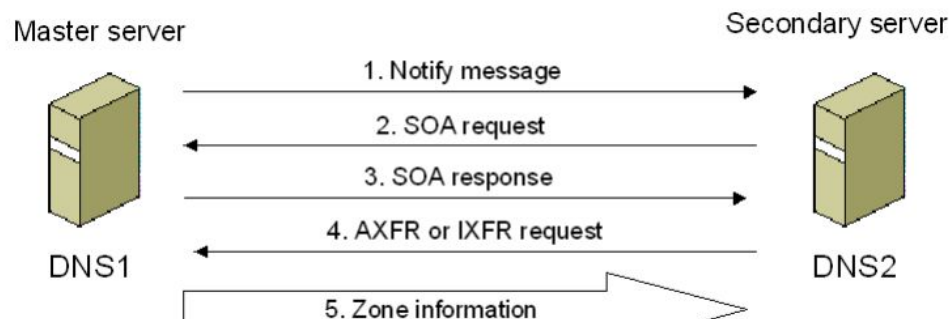 Master server
Secondary server
1. Notify message
2. SOA request
3. SOA response
4. AXFR or IXFR request
DNS1
DNS2
5. Zone information